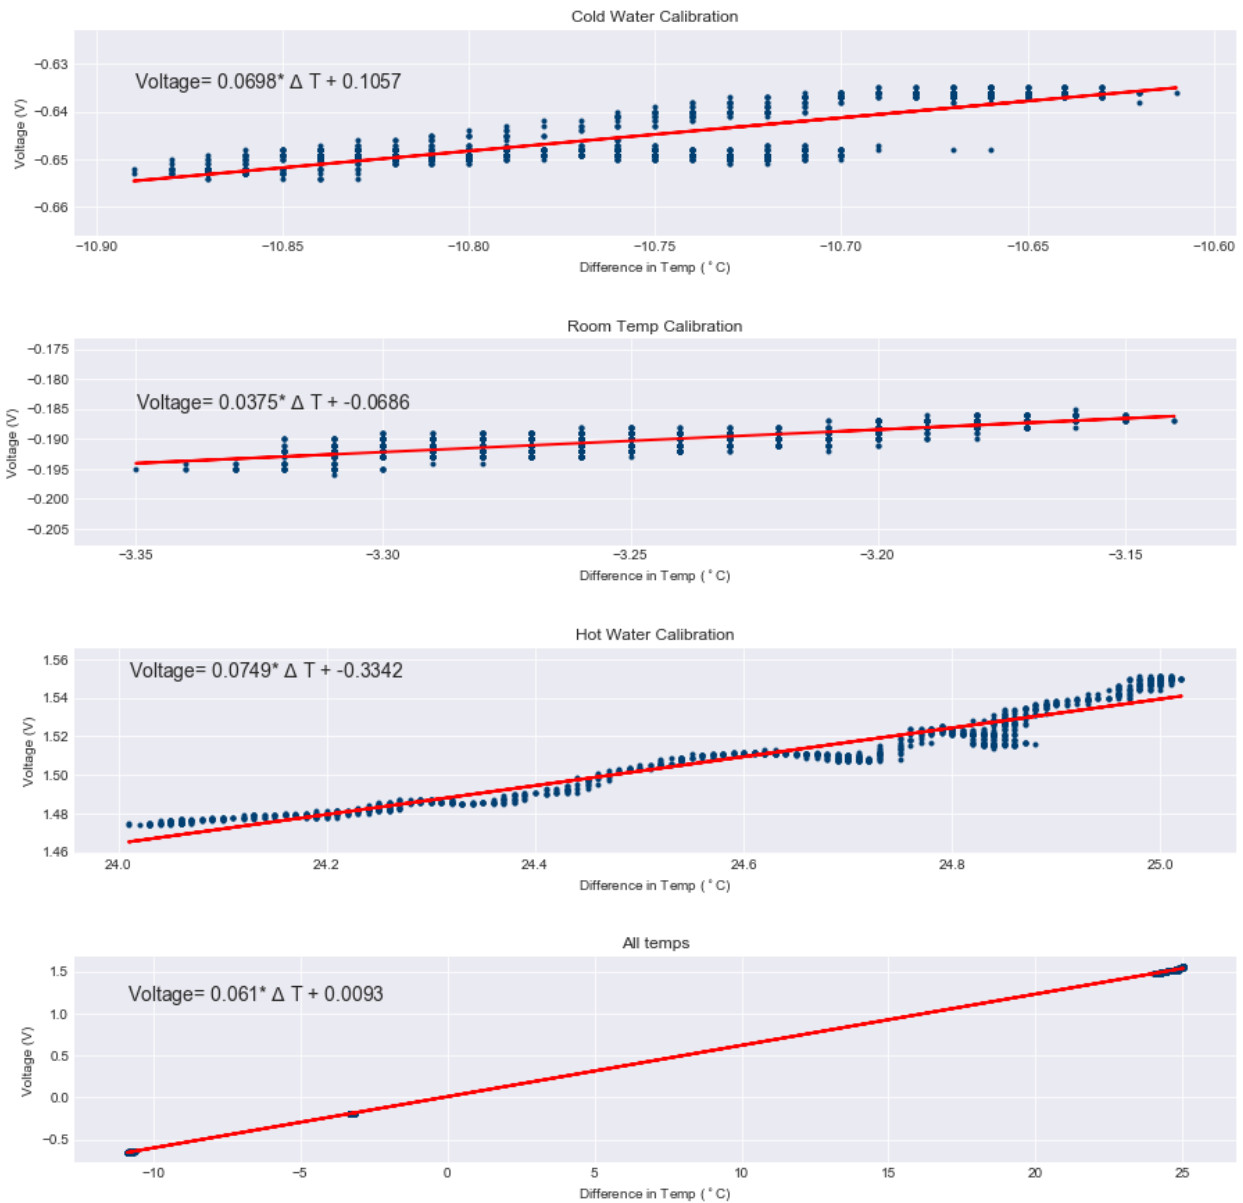 Cold Water Calibration
Voltage= 0.0698* Δ T + 0.1057
−0.63
−0.64
−0.65
−0.66
Voltage (V)
−10.90 −10.85 −10.80 −10.75 −10.70 −10.65 −10.60
Difference in Temp (°C)
Room Temp Calibration
Voltage= 0.0375* Δ T + -0.0686
−0.175
−0.180
−0.185
−0.190
−0.195
−0.200
−0.205
Voltage (V)
−3.35 −3.30 −3.25 −3.20 −3.15
Difference in Temp (°C)
Hot Water Calibration
Voltage= 0.0749* Δ T + -0.3342
1.56
1.54
1.52
1.50
1.48
1.46
Voltage (V)
24.0 24.2 24.4 24.6 24.8 25.0
Difference in Temp (°C)
All temps
Voltage= 0.061* Δ T + 0.0093
1.5
1.0
0.5
0.0
−0.5
Voltage (V)
−10 −5 0 5 10 15 20 25
Difference in Temp (°C)